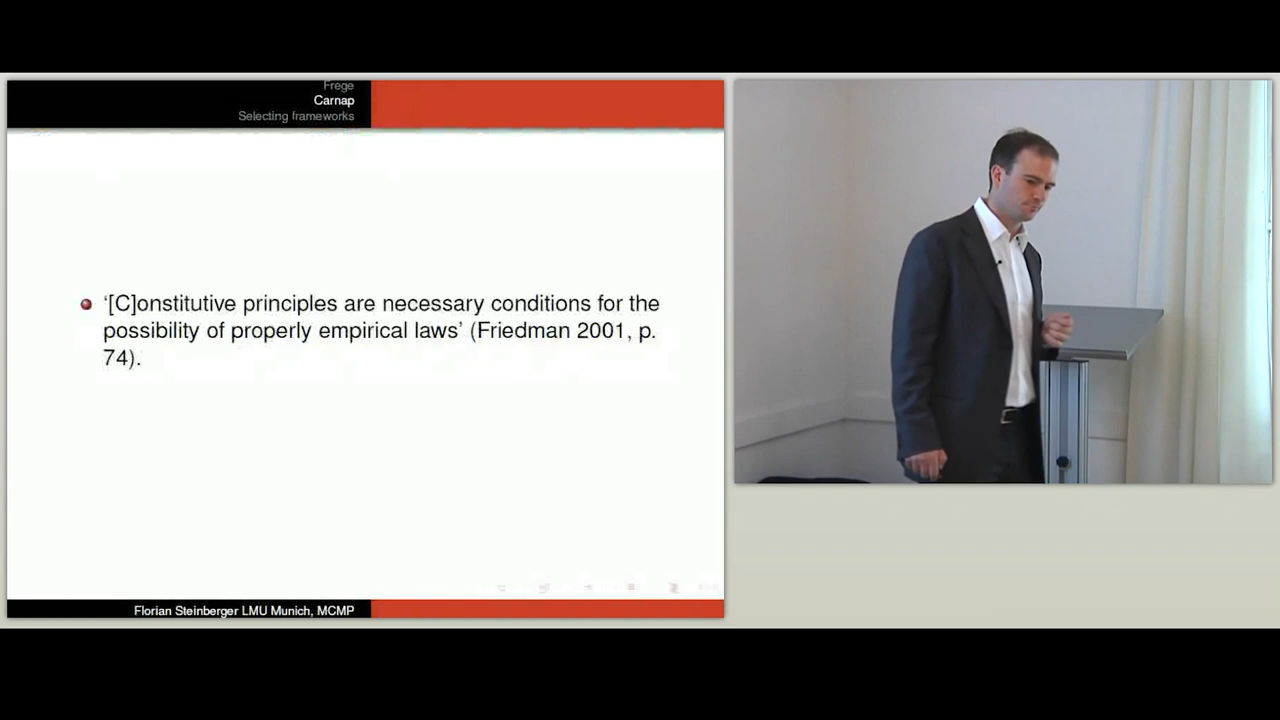 Frege
Carnap
Selecting frameworks
‘[C]onstitutive principles are necessary conditions for the
possibility of properly empirical laws’ (Friedman 2001, p.
74).
Florian Steinberger LMU Munich, MCMP